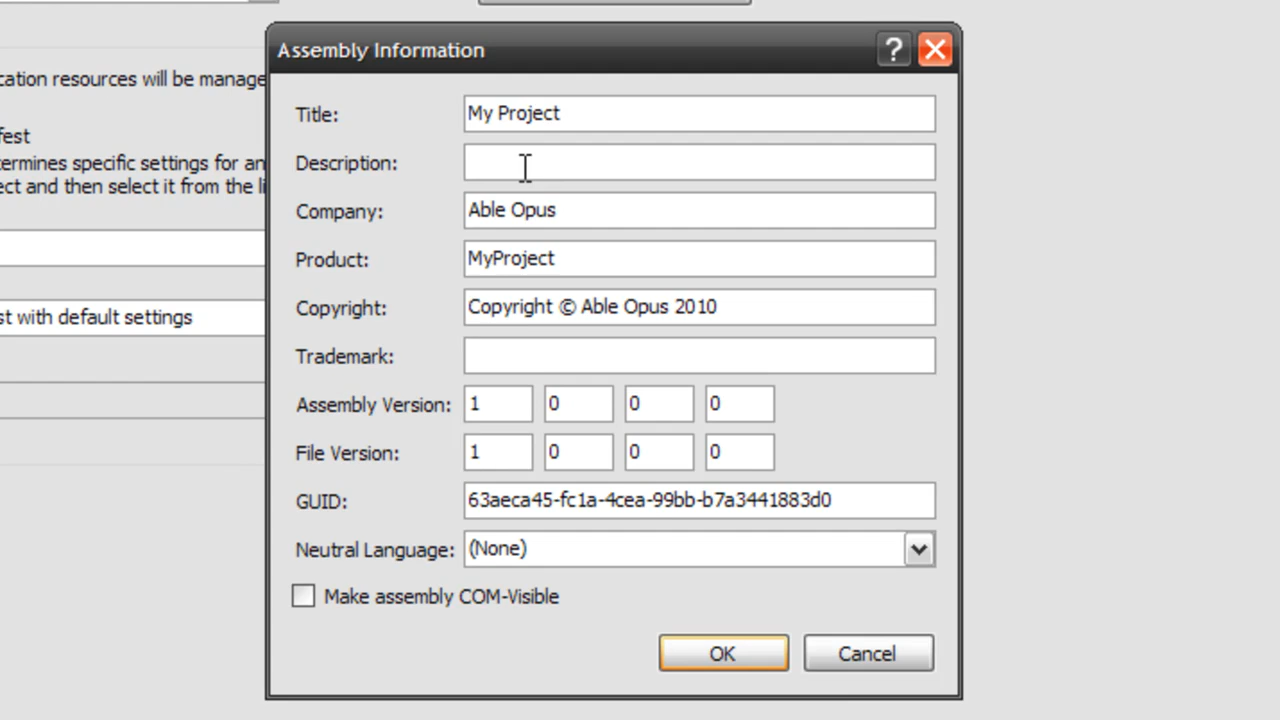 Assembly Information
?
cation resources will be manage
fest
termines specific settings for an
ect and then select it from the li
st with default settings
Title: My Project
Description:
Company: Able Opus
Product: MyProject
Copyright: Copyright © Able Opus 2010
Trademark:
Assembly Version: 1 0 0 0
File Version: 1 0 0 0
GUID: 63aeca45-fc1a-4cea-99bb-b7a3441883d0
Neutral Language: (None)
Make assembly COM-Visible
OK Cancel